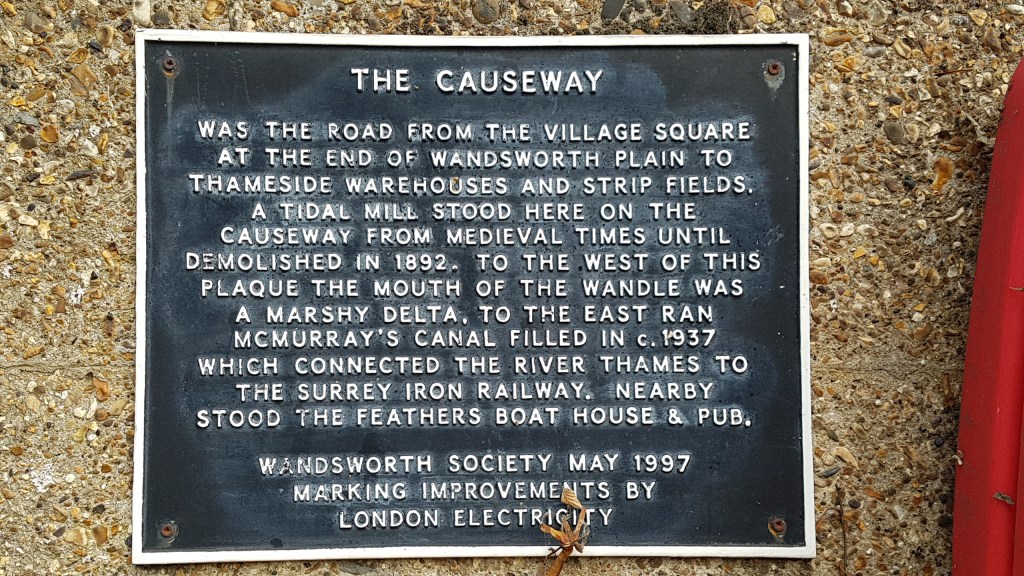 THE CAUSEWAY
WAS THE ROAD FROM THE VILLAGE SQUARE
AT THE END OF WANDSWORTH PLAIN TO
THAMESIDE WAREHOUSES AND STRIP FIELDS.
A TIDAL MILL STOOD HERE ON THE
CAUSEWAY FROM MEDIEVAL TIMES UNTIL
DEMOLISHED IN 1892. TO THE WEST OF THIS
PLAQUE THE MOUTH OF THE WANDLE WAS
A MARSHY DELTA. TO THE EAST RAN
MCMURRAY'S CANAL FILLED IN c.1937
WHICH CONNECTED THE RIVER THAMES TO
THE SURREY IRON RAILWAY. NEARBY
STOOD THE FEATHERS BOAT HOUSE & PUB.
WANDSWORTH SOCIETY MAY 1997
MARKING IMPROVEMENTS BY
LONDON ELECTRICITY